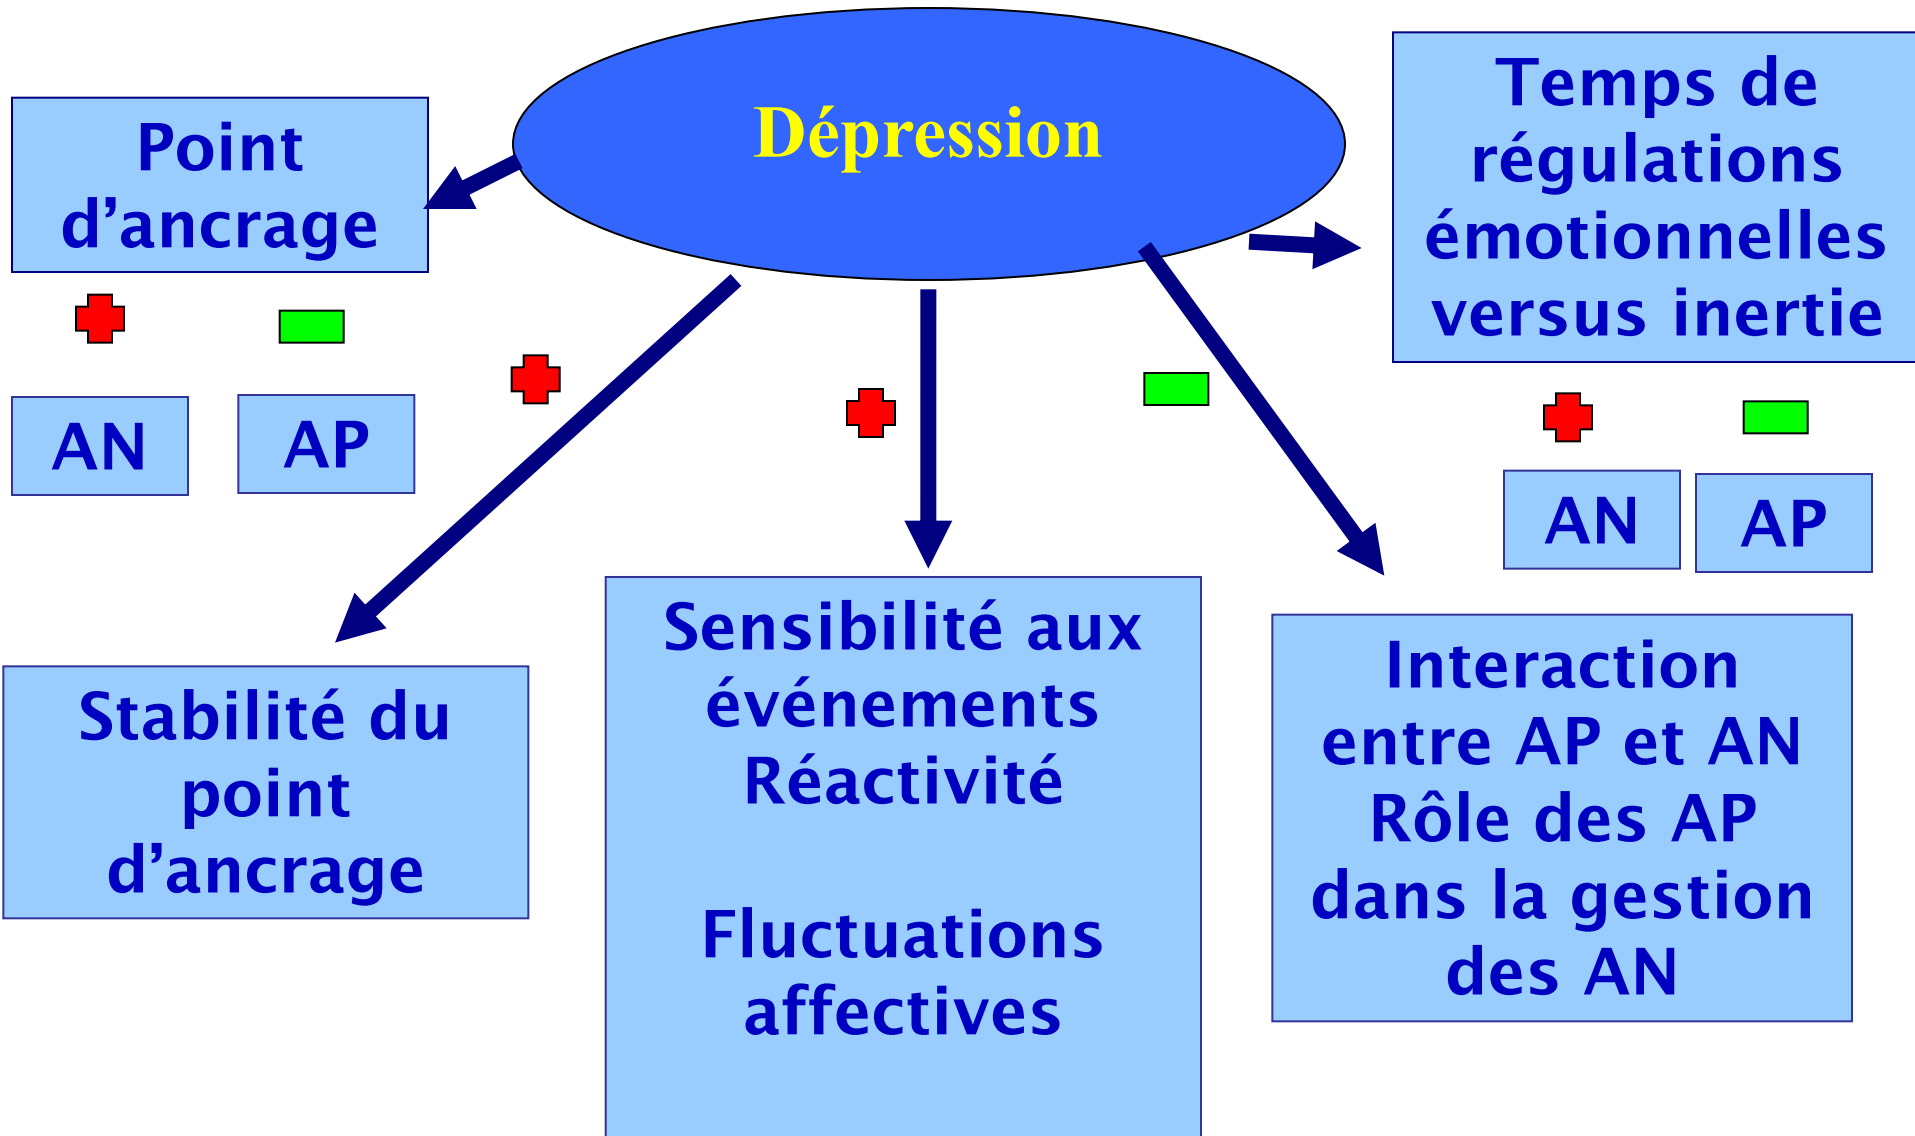 Dépression
Point
d’ancrage
AN
AP
Temps de
régulations
émotionnelles
versus inertie
AN
AP
Stabilité du
point
d’ancrage
Sensibilité aux
événements
Réactivité
Fluctuations
affectives
Interaction
entre AP et AN
Rôle des AP
dans la gestion
des AN